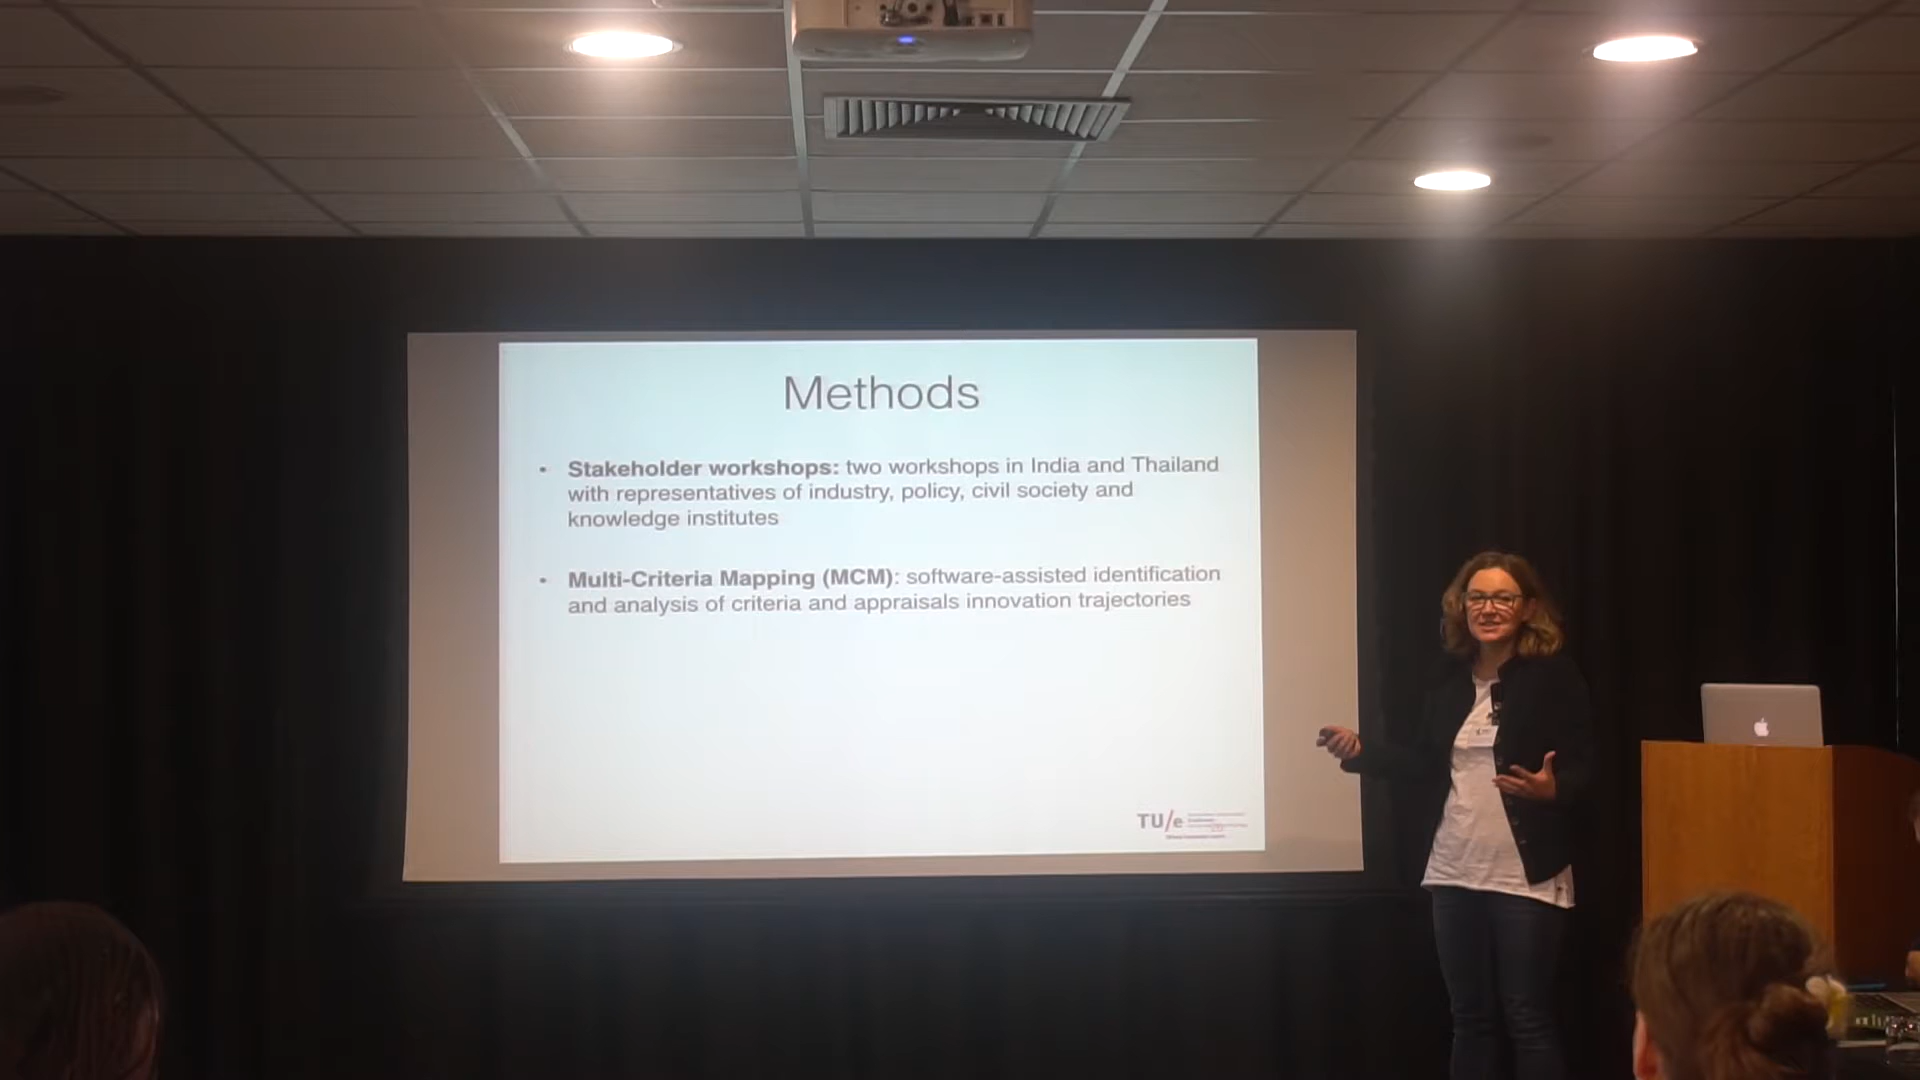 Methods
• Stakeholder workshops: two workshops in India and Thailand
with representatives of industry, policy, civil society and
knowledge institutes
• Multi-Criteria Mapping (MCM): software-assisted identification
and analysis of criteria and appraisals innovation trajectories
TU/e